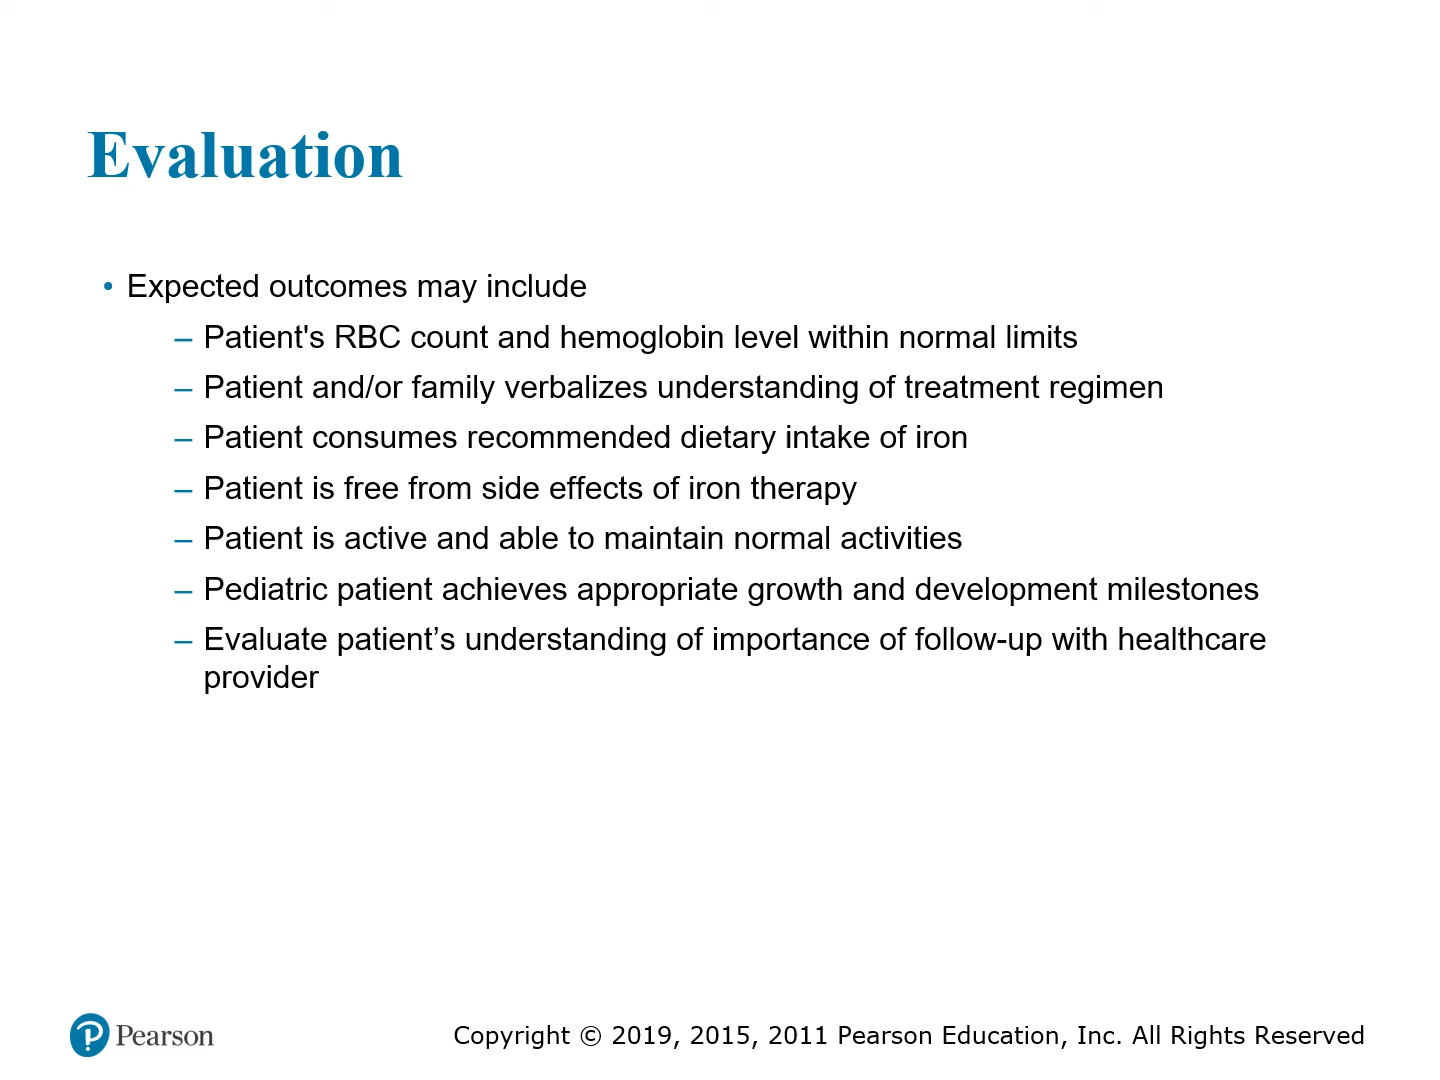 Evaluation
• Expected outcomes may include
– Patient's RBC count and hemoglobin level within normal limits
– Patient and/or family verbalizes understanding of treatment regimen
– Patient consumes recommended dietary intake of iron
– Patient is free from side effects of iron therapy
– Patient is active and able to maintain normal activities
– Pediatric patient achieves appropriate growth and development milestones
– Evaluate patient’s understanding of importance of follow-up with healthcare
provider
Pearson
Copyright © 2019, 2015, 2011 Pearson Education, Inc. All Rights Reserved